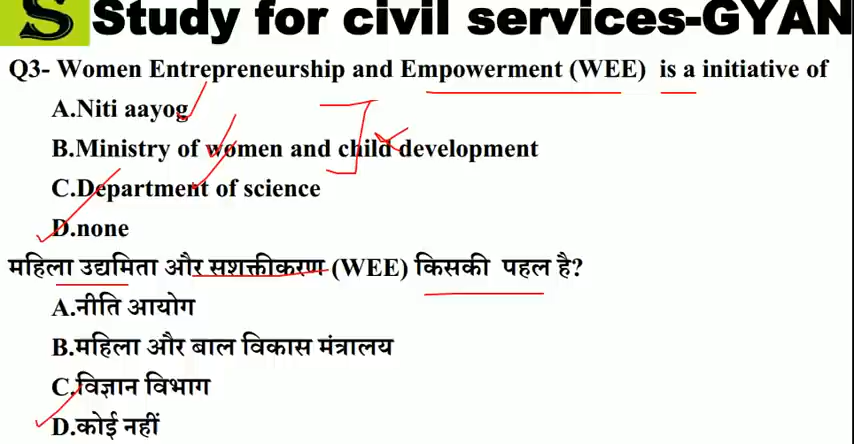 S Study for civil services-GYAN
Q3- Women Entrepreneurship and Empowerment (WEE) is a initiative of
A.Niti aayog
B.Ministry of women and child development
C.Department of science
D.none
महिला उद्यमिता और सशक्तीकरण (WEE) किसकी पहल है?
A.नीति आयोग
B.महिला और बाल विकास मंत्रालय
C.विज्ञान विभाग
D.कोई नहीं